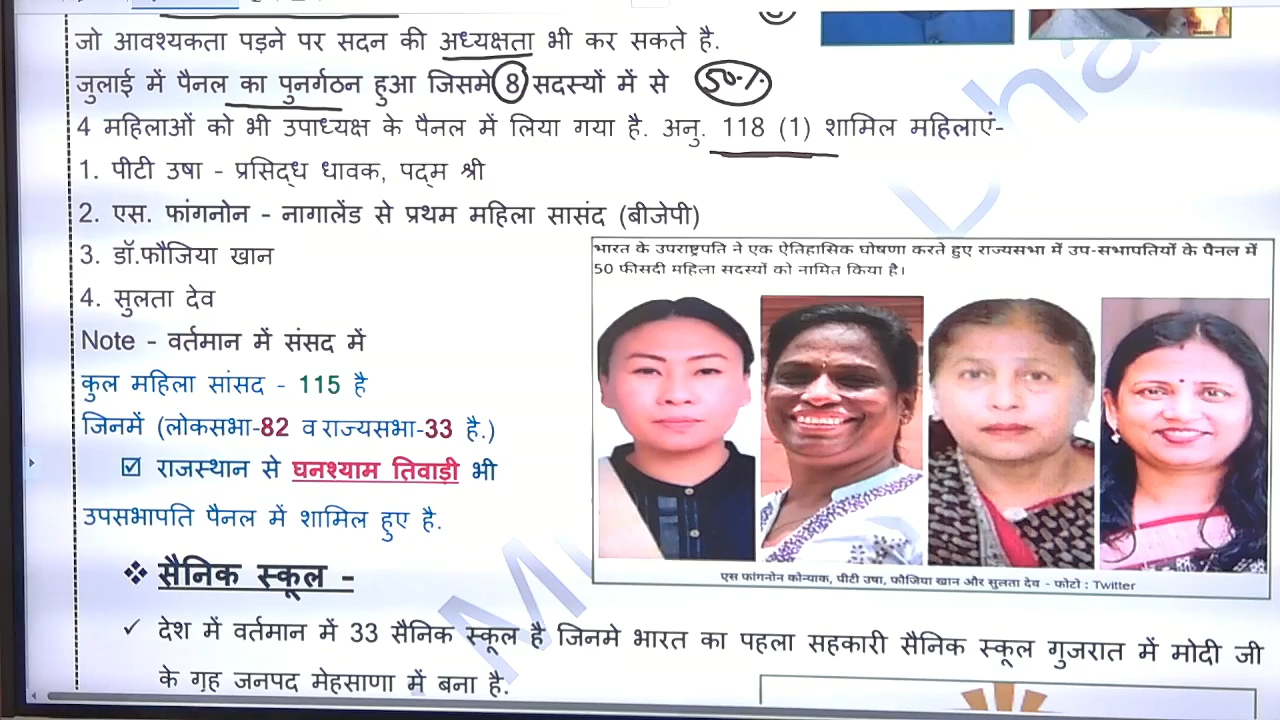 जो आवश्यकता पड़ने पर सदन की अध्यक्षता भी कर सकते है.
जुलाई में पैनल का पुनर्गठन हुआ जिसमे 8 सदस्यों में से 50%
4 महिलाओं को भी उपाध्यक्ष के पैनल में लिया गया है. अनु. 118 (1) शामिल महिलाएं-
1. पीटी उषा - प्रसिद्ध धावक, पद्म श्री
2. एस. फांगनोन - नागालेंड से प्रथम महिला सासंद (बीजेपी)
3. डॉ.फौजिया खान
4. सुलता देव
Note - वर्तमान में संसद में
कुल महिला सांसद - 115 है
जिनमें (लोकसभा-82 व राज्यसभा-33 है.)
☑ राजस्थान से घनश्याम तिवाड़ी भी
उपसभापति पैनल में शामिल हुए है.
भारत के उपराष्ट्रपति ने एक ऐतिहासिक घोषणा करते हुए राज्यसभा में उप-सभापतियों के पैनल में
50 फीसदी महिला सदस्यों को नामित किया है।
एस फांगनोन कोन्याक, पीटी उषा, फौजिया खान और सुलता देव - फोटो : Twitter
❖ सैनिक स्कूल -
✓ देश में वर्तमान में 33 सैनिक स्कूल है जिनमे भारत का पहला सहकारी सैनिक स्कूल गुजरात में मोदी जी
के गृह जनपद मेहसाणा में बना है.